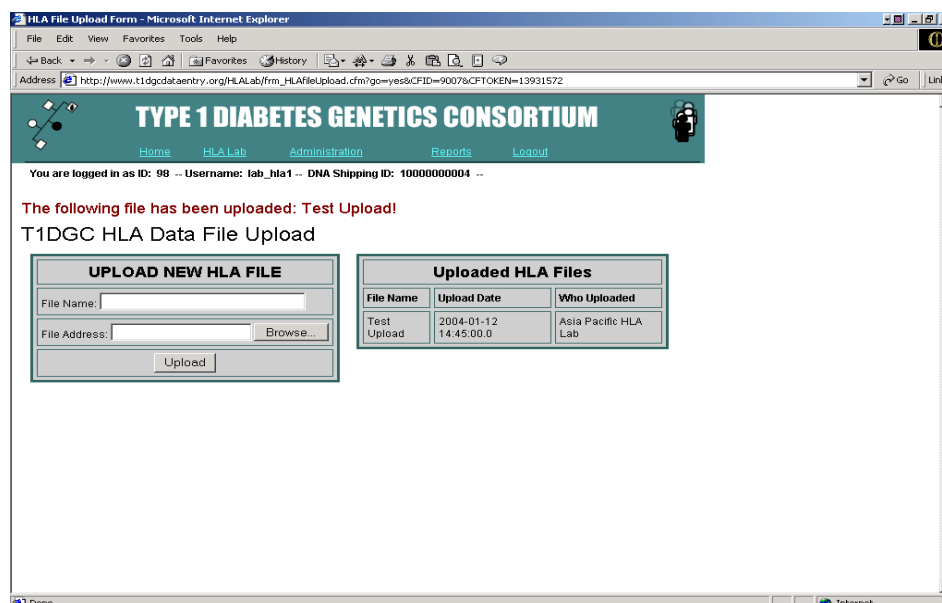 HLA File Upload Form - Microsoft Internet Explorer
File Edit View Favorites Tools Help
Back Favorites History
Address http://www.t1dgcdataentry.org/HLALab/frm_HLAfileUpload.cfm?go=yes&CFID=9007&CFTOKEN=13931572 Go
TYPE 1 DIABETES GENETICS CONSORTIUM
Home HLA Lab Administration Reports Logout
You are logged in as ID: 98 -- Username: lab_hla1 -- DNA Shipping ID: 10000000004 --
The following file has been uploaded: Test Upload!
T1DGC HLA Data File Upload
UPLOAD NEW HLA FILE
File Name:
File Address: Browse...
Upload
Uploaded HLA Files
File Name Upload Date Who Uploaded
Test 2004-01-12 Asia Pacific HLA
Upload 14:45:00.0 Lab